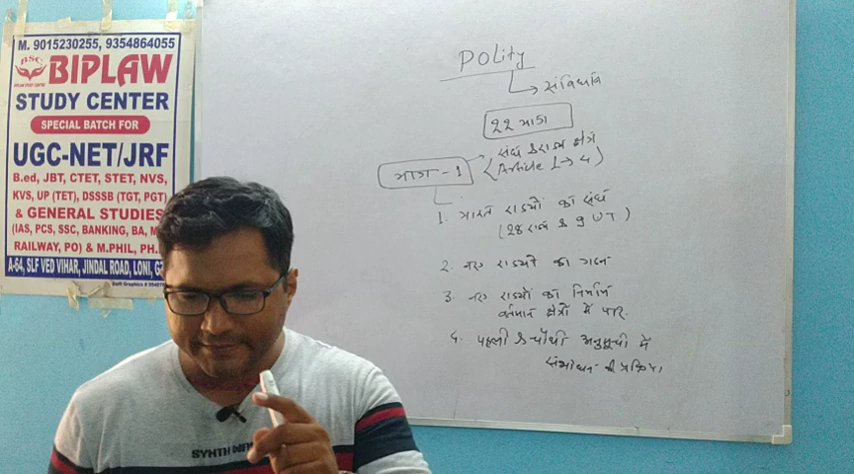 M. 9015230255, 9354864055
BSC
BIPLAW
STUDY CENTER
SPECIAL BATCH FOR
UGC-NET/JRF
B.ed, JBT, CTET, STET, NVS,
KVS, UP (TET), DSSSB (TGT, PGT)
& GENERAL STUDIES
(IAS, PCS, SSC, BANKING, BA, M
RAILWAY, PO) & M.PHIL, PH.
A-64, SLF VED VIHAR, JINDAL ROAD, LONI, G
Polity
संविधान
22 भाग
भाग - 1
संघ & राज्य क्षेत्र
(Article 1 → 4)
1. भारत राज्यों का संघ
(28 राज्य & 9 UT)
2. नए राज्यों का गठन
3. नए राज्यों का निर्माण
वर्तमान क्षेत्रों में परि.
4. पहली & चौथी अनुसूची में
संशोधन की प्रक्रिया
SYNTH